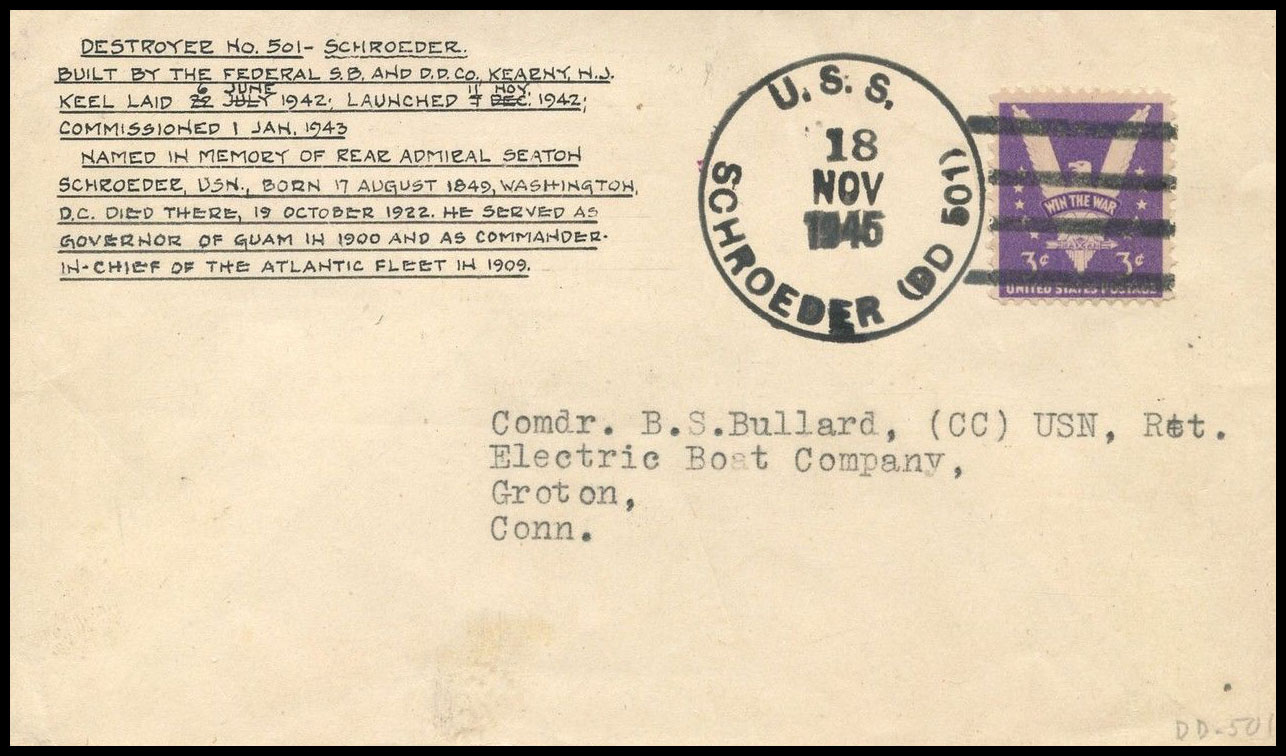 DESTROYER NO. 501- SCHROEDER.
BUILT BY THE FEDERAL S.B. AND D.D. CO. KEARNY, N.J.
6 JUNE 11 NOV.
KEEL LAID 22 JULY 1942; LAUNCHED 7 DEC. 1942;
COMMISSIONED 1 JAN. 1943
NAMED IN MEMORY OF REAR ADMIRAL SEATON
SCHROEDER, USN., BORN 17 AUGUST 1849, WASHINGTON,
D.C. DIED THERE, 19 OCTOBER 1922. HE SERVED AS
GOVERNOR OF GUAM IN 1900 AND AS COMMANDER-
IN-CHIEF OF THE ATLANTIC FLEET IN 1909.
U.S.S.
18
NOV
1945
SCHROEDER (DD 501)
WIN THE WAR
3¢ 3¢
UNITED STATES POSTAGE
Comdr. B.S.Bullard, (CC) USN, Ret.
Electric Boat Company,
Groton,
Conn.
DD-501